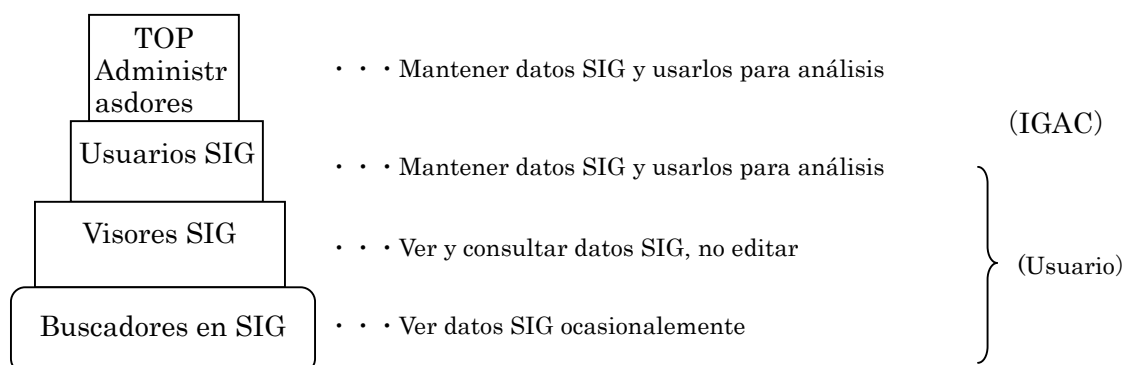 TOP
Administr
asdores
・・・Mantener datos SIG y usarlos para análisis
(IGAC)
Usuarios SIG
・・・Mantener datos SIG y usarlos para análisis
Visores SIG
・・・Ver y consultar datos SIG, no editar
(Usuario)
Buscadores en SIG
・・・Ver datos SIG ocasionalemente